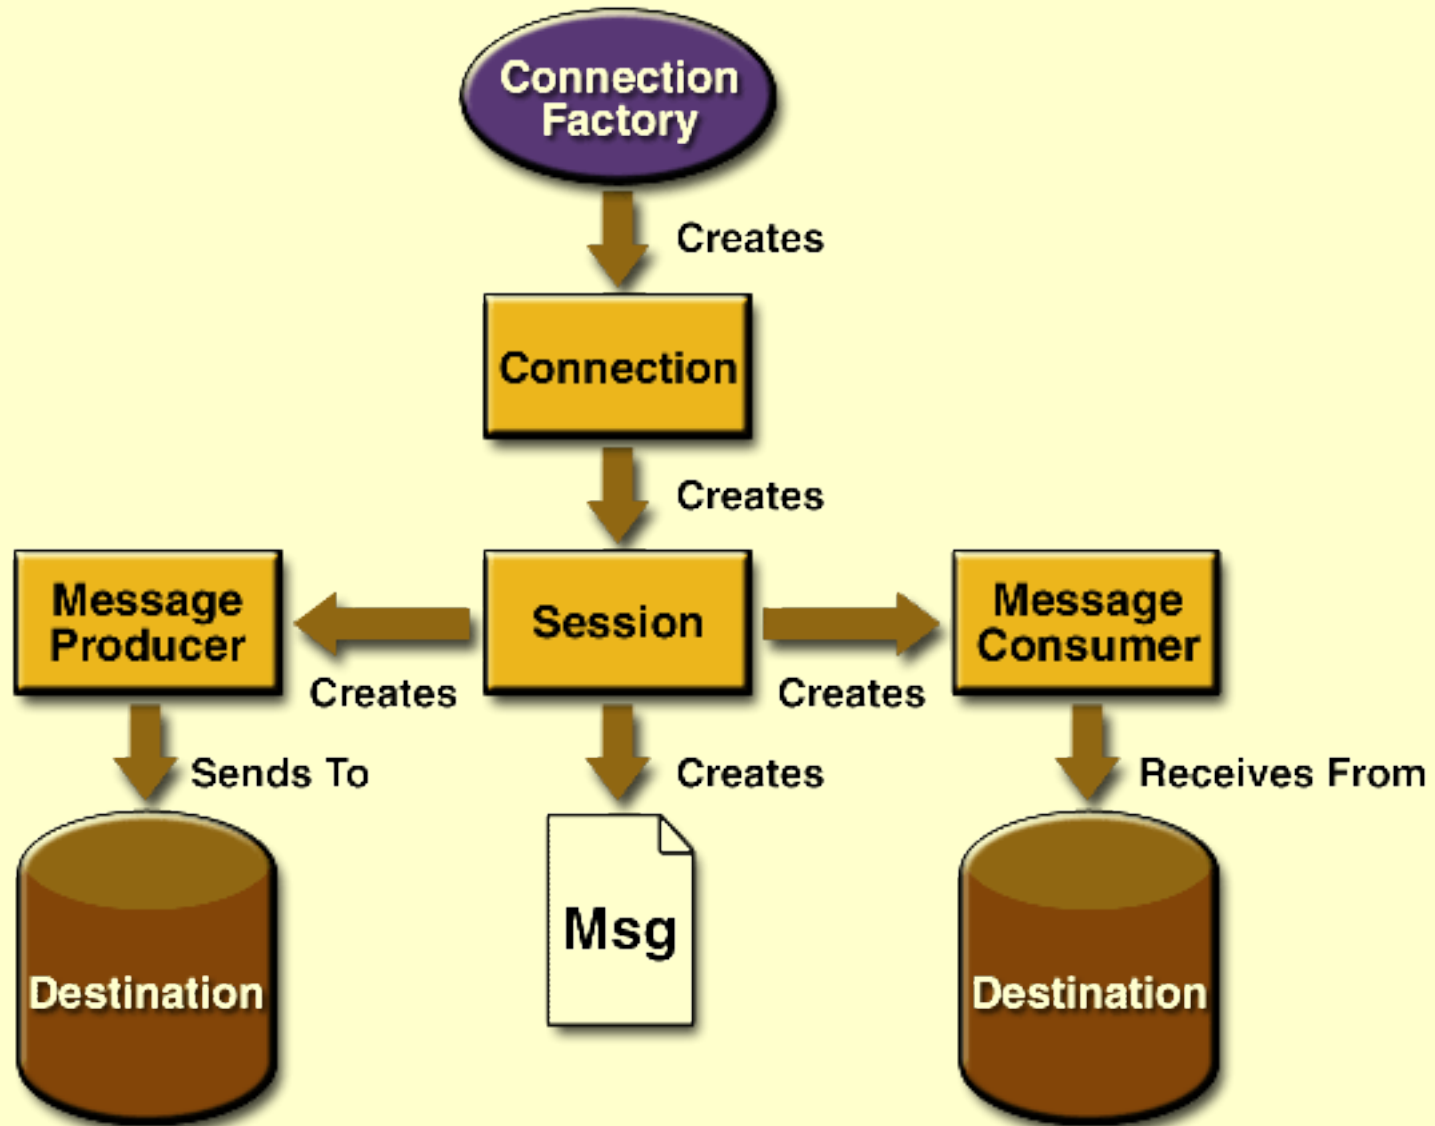 Connection
Factory
Creates
Connection
Creates
Message
Producer
Session
Message
Consumer
Creates
Creates
Sends To
Creates
Receives From
Msg
Destination
Destination